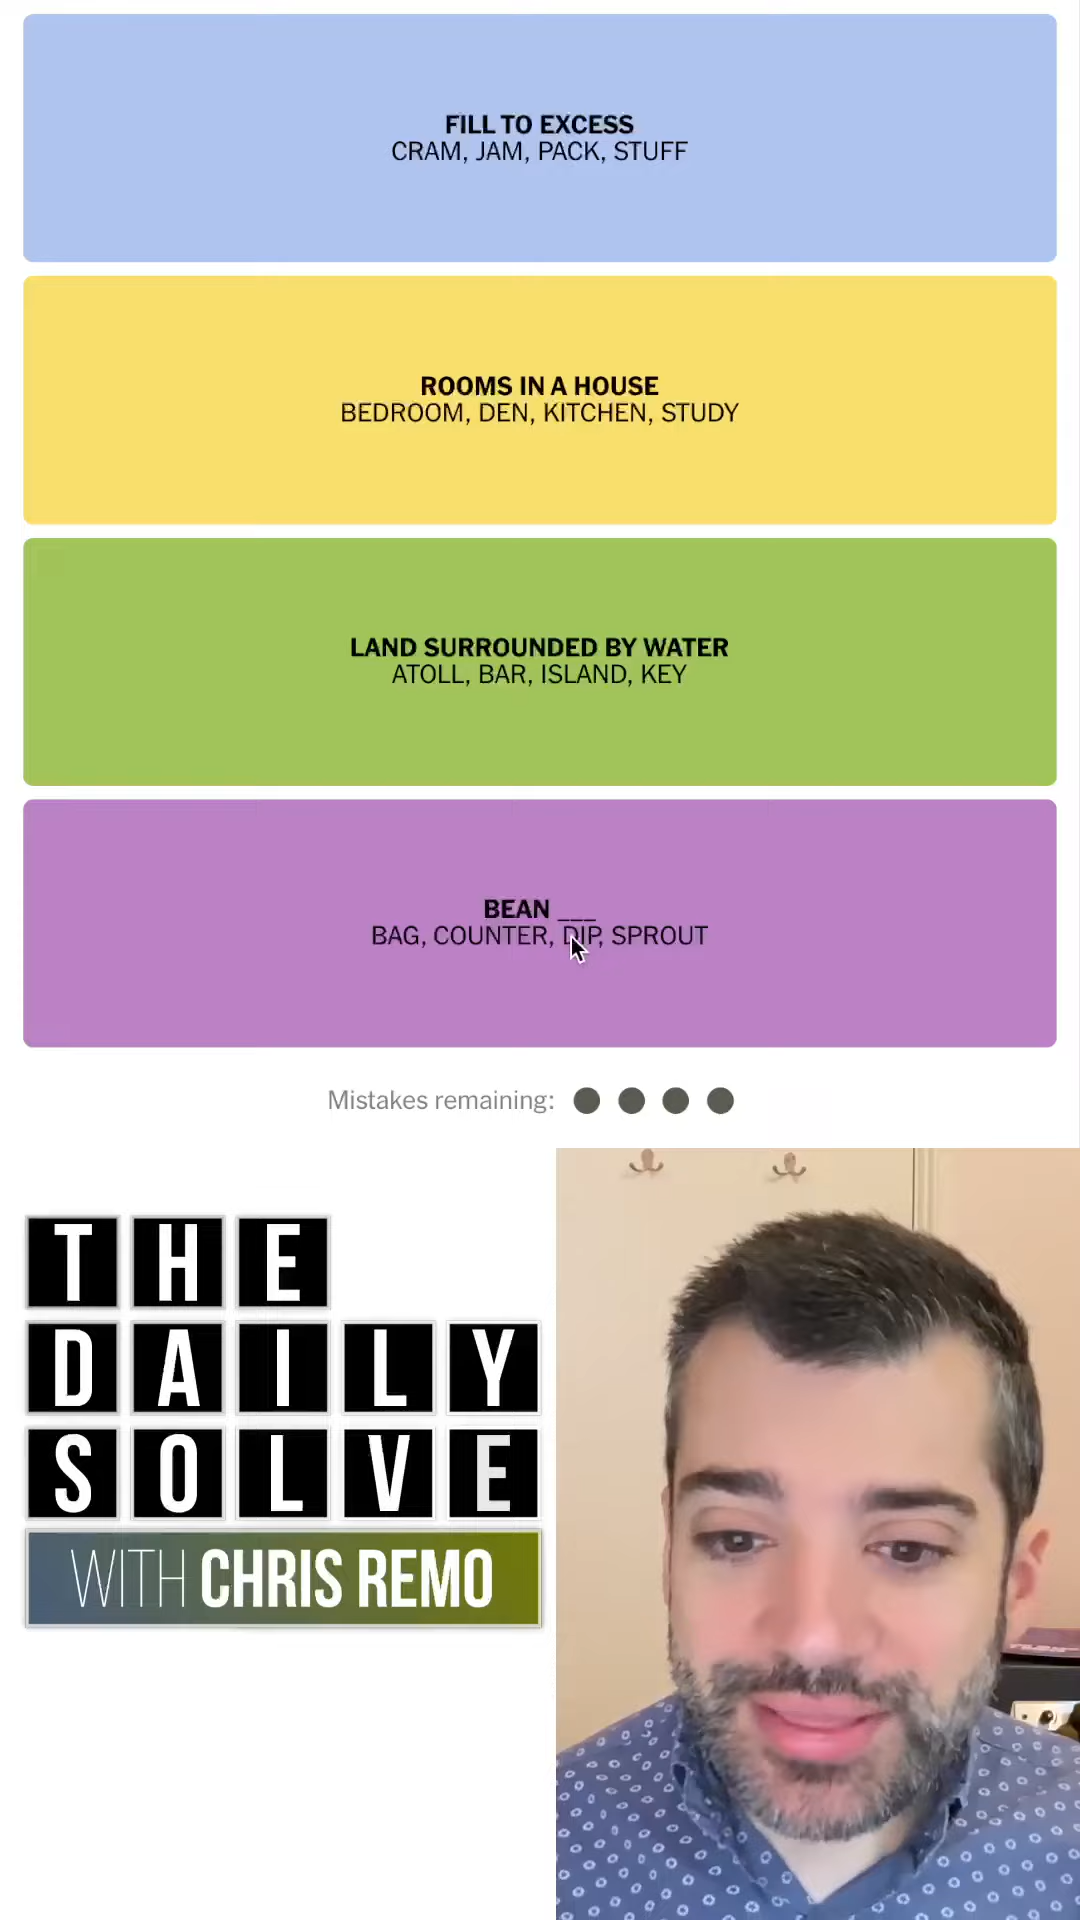 FILL TO EXCESS
CRAM, JAM, PACK, STUFF
ROOMS IN A HOUSE
BEDROOM, DEN, KITCHEN, STUDY
LAND SURROUNDED BY WATER
ATOLL, BAR, ISLAND, KEY
BEAN ___
BAG, COUNTER, DIP, SPROUT
Mistakes remaining:
THE
DAILY
SOLVE
WITH CHRIS REMO